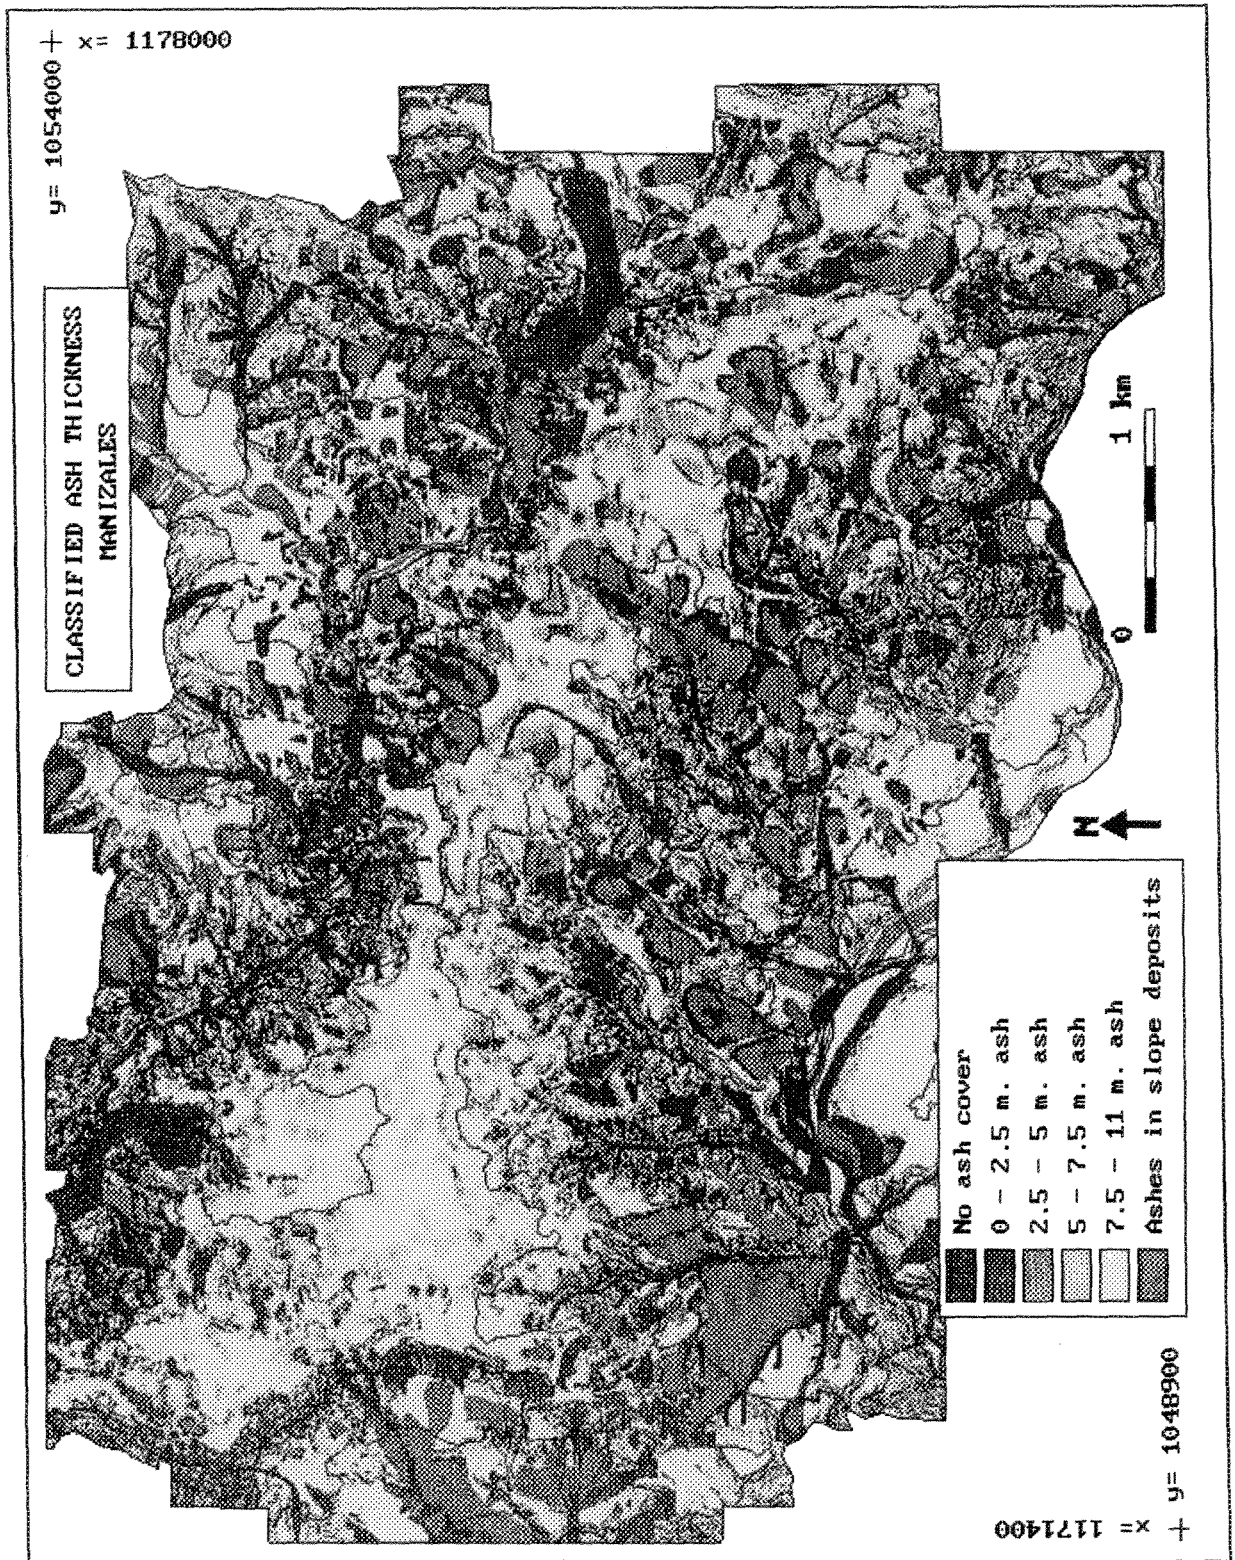 CLASSIFIED ASH THICKNESS
MANIZALES
y= 1054000
x= 1178000
0
1 km
N
No ash cover
0 - 2.5 m. ash
2.5 - 5 m. ash
5 - 7.5 m. ash
7.5 - 11 m. ash
Ashes in slope deposits
x= 1171400
y= 1048900